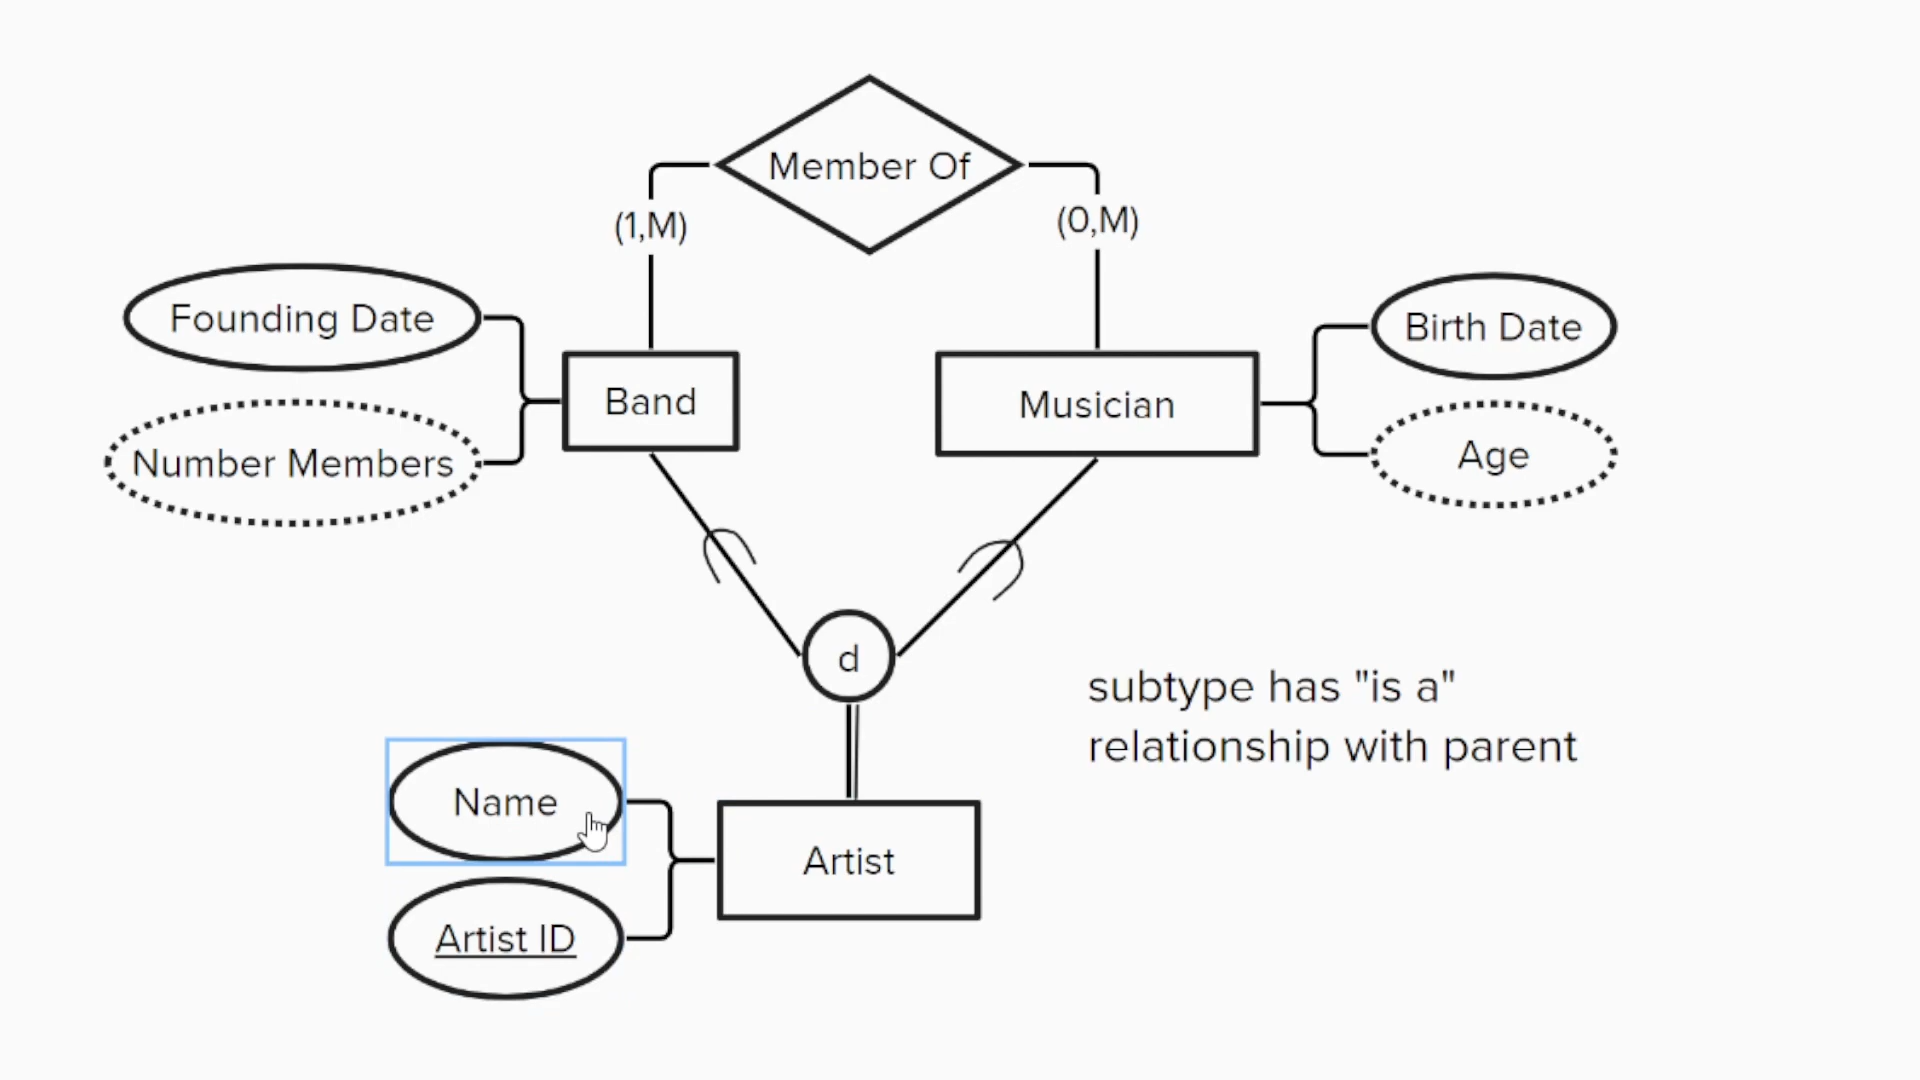 Member Of
(1,M)
(0,M)
Founding Date
Birth Date
Band
Musician
Number Members
Age
d
subtype has "is a"
relationship with parent
Name
Artist
Artist ID